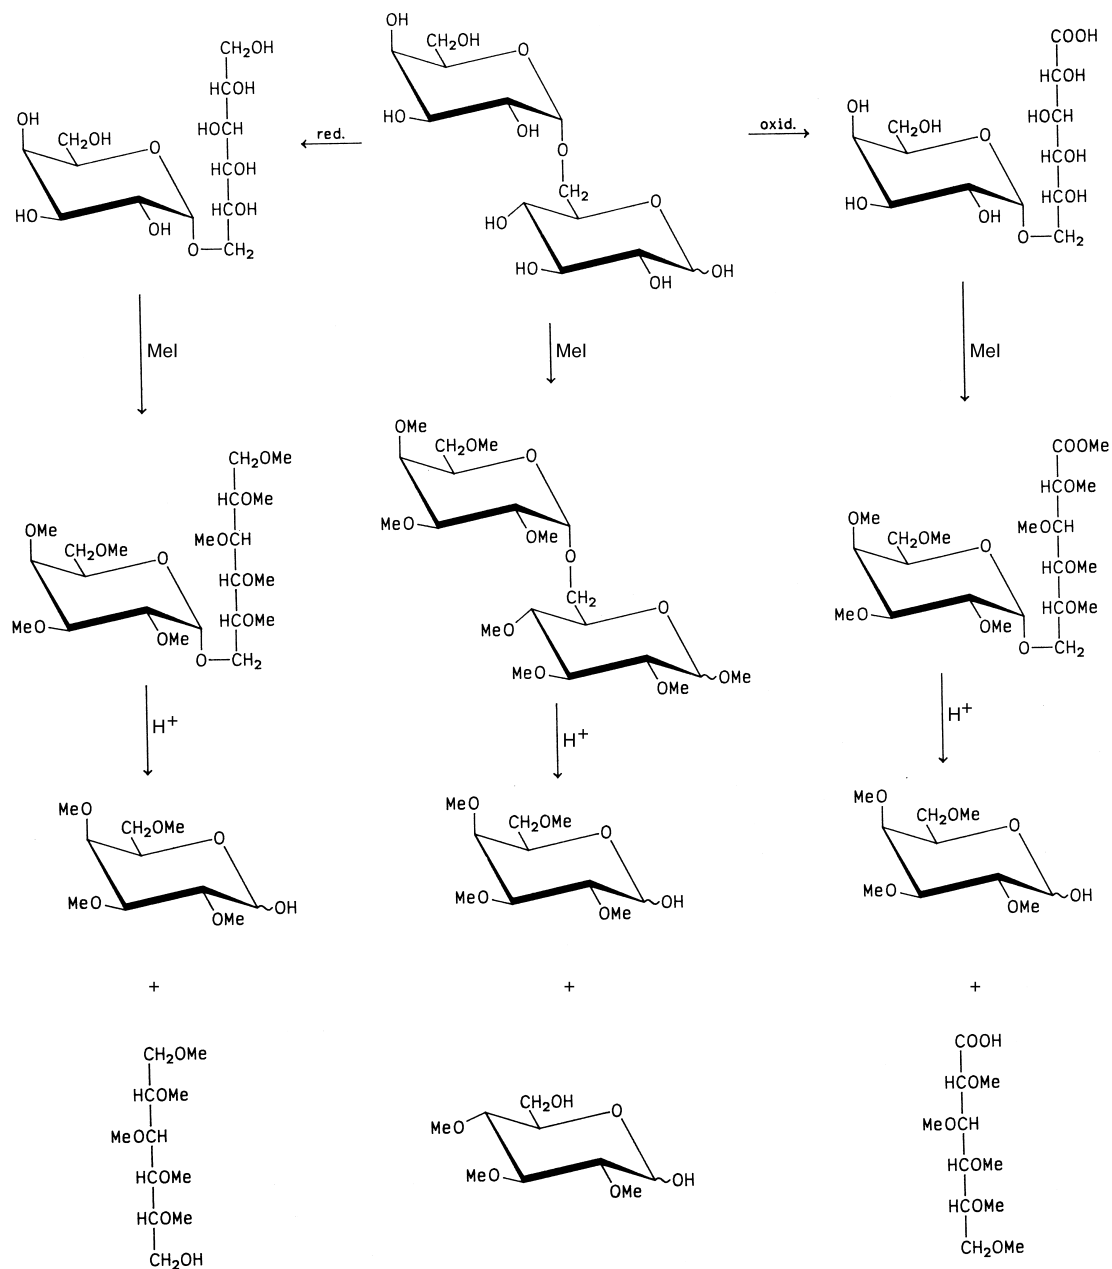 CH₂OH
HCOH
HOCH
HCOH
HCOH
O—CH₂
OH
CH₂OH
O
HO
OH
red.
OH
CH₂OH
O
HO
OH
O
CH₂
O
HO
HO
OH
OH
oxid.
COOH
HCOH
HOCH
HCOH
HCOH
O—CH₂
OH
CH₂OH
O
HO
OH
MeI
MeI
MeI
CH₂OMe
HCOMe
MeOCH
HCOMe
HCOMe
O—CH₂
OMe
CH₂OMe
O
MeO
OMe
OMe
CH₂OMe
O
MeO
OMe
O
CH₂
O
MeO
MeO
OMe
OMe
COOMe
HCOMe
MeOCH
HCOMe
HCOMe
O—CH₂
OMe
CH₂OMe
O
MeO
OMe
H⁺
H⁺
H⁺
MeO
CH₂OMe
O
MeO
OMe
OH
MeO
CH₂OMe
O
MeO
OMe
OH
MeO
CH₂OMe
O
MeO
OMe
OH
+
+
+
CH₂OMe
HCOMe
MeOCH
HCOMe
HCOMe
CH₂OH
CH₂OH
O
MeO
MeO
OMe
OH
COOH
HCOMe
MeOCH
HCOMe
HCOMe
CH₂OMe